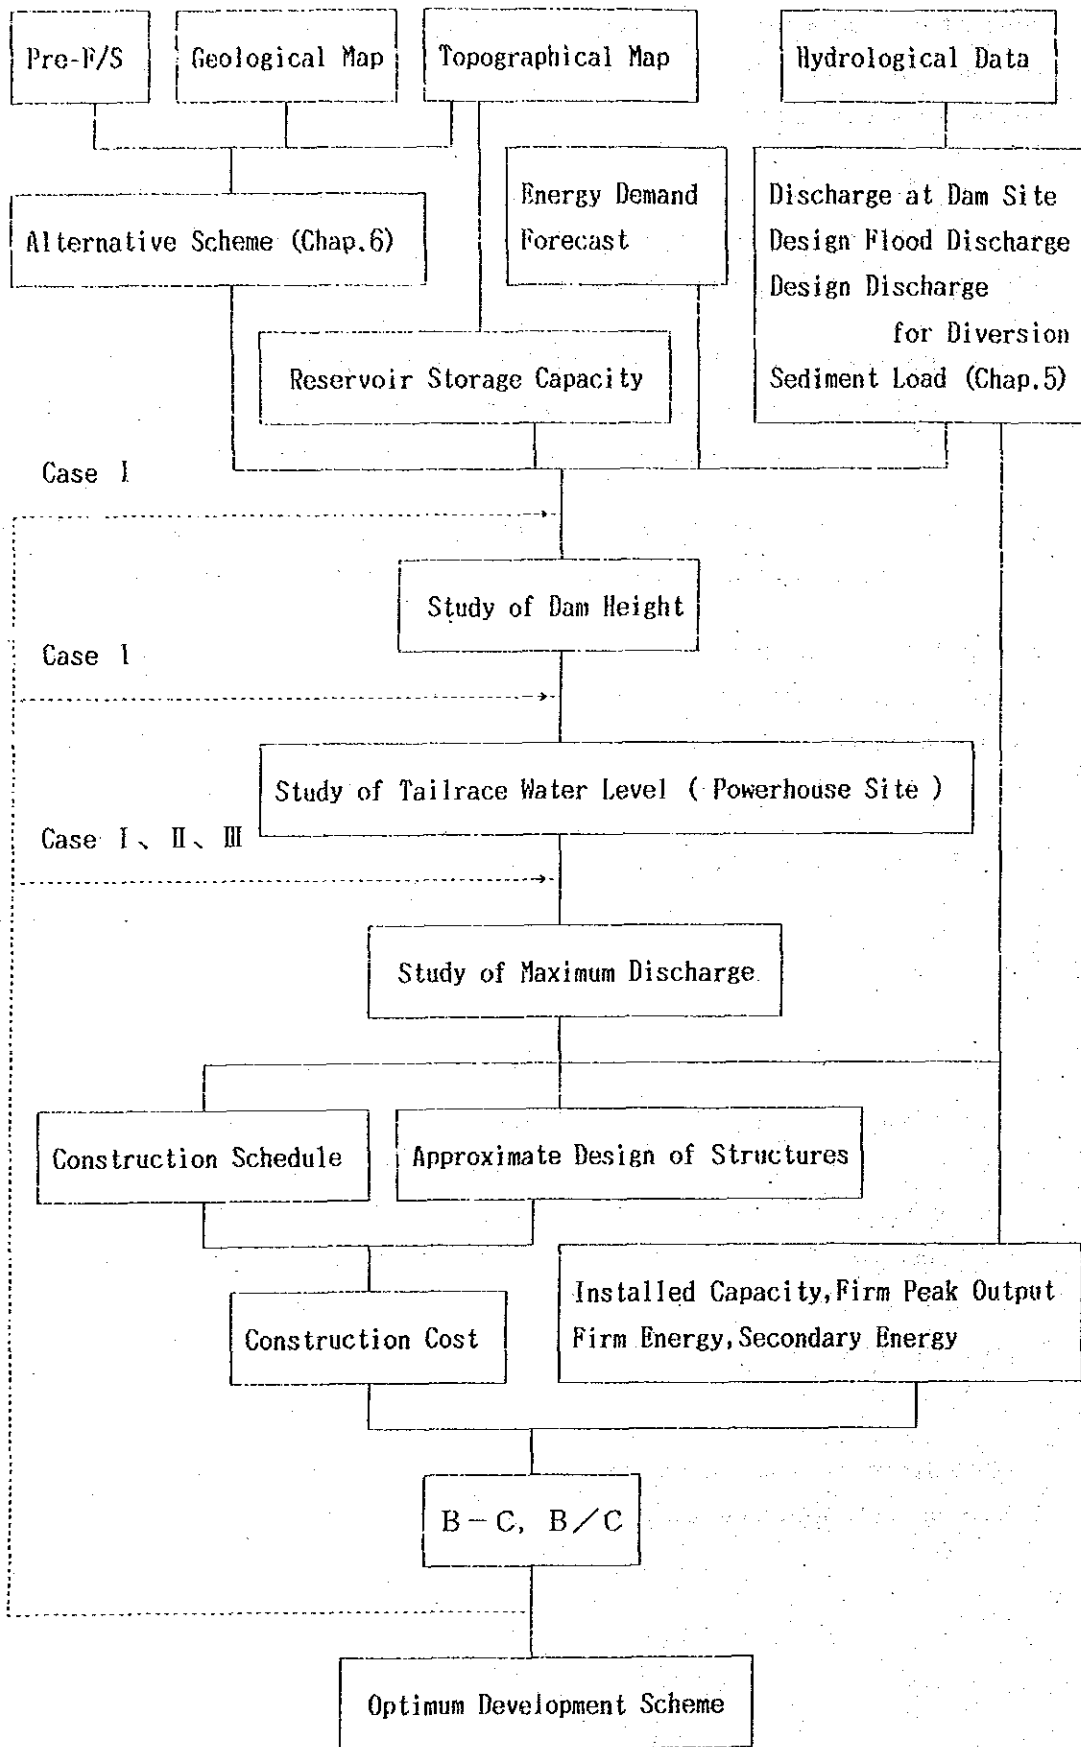 Pre-F/S
Geological Map
Topographical Map
Hydrological Data
Energy Demand
Forecast
Discharge at Dam Site
Design Flood Discharge
Design Discharge
for Diversion
Sediment Load (Chap.5)
Alternative Scheme (Chap.6)
Reservoir Storage Capacity
Case I
Study of Dam Height
Case I
Study of Tailrace Water Level ( Powerhouse Site )
Case I、Ⅱ、Ⅲ
Study of Maximum Discharge
Construction Schedule
Approximate Design of Structures
Construction Cost
Installed Capacity,Firm Peak Output
Firm Energy,Secondary Energy
B-C, B/C
Optimum Development Scheme